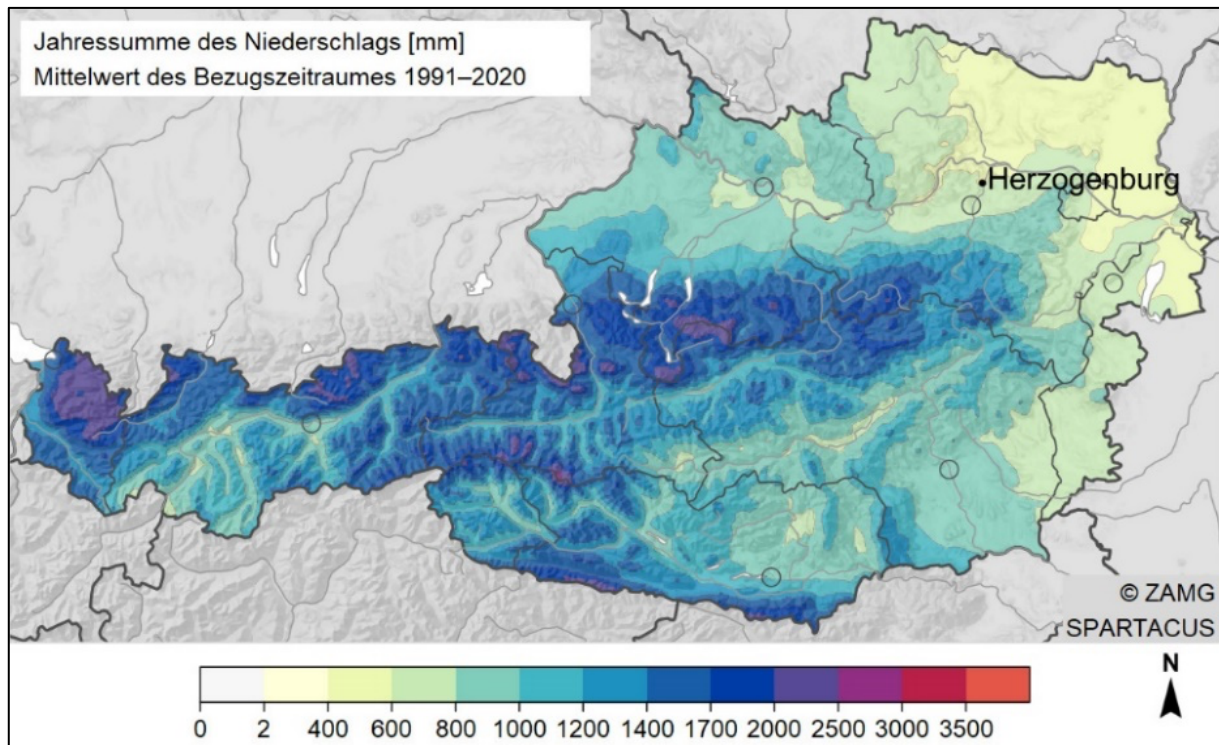 Jahressumme des Niederschlags [mm]
Mittelwert des Bezugszeitraumes 1991–2020
Herzogenburg
© ZAMG
SPARTACUS
N
0 2 400 600 800 1000 1200 1400 1700 2000 2500 3000 3500